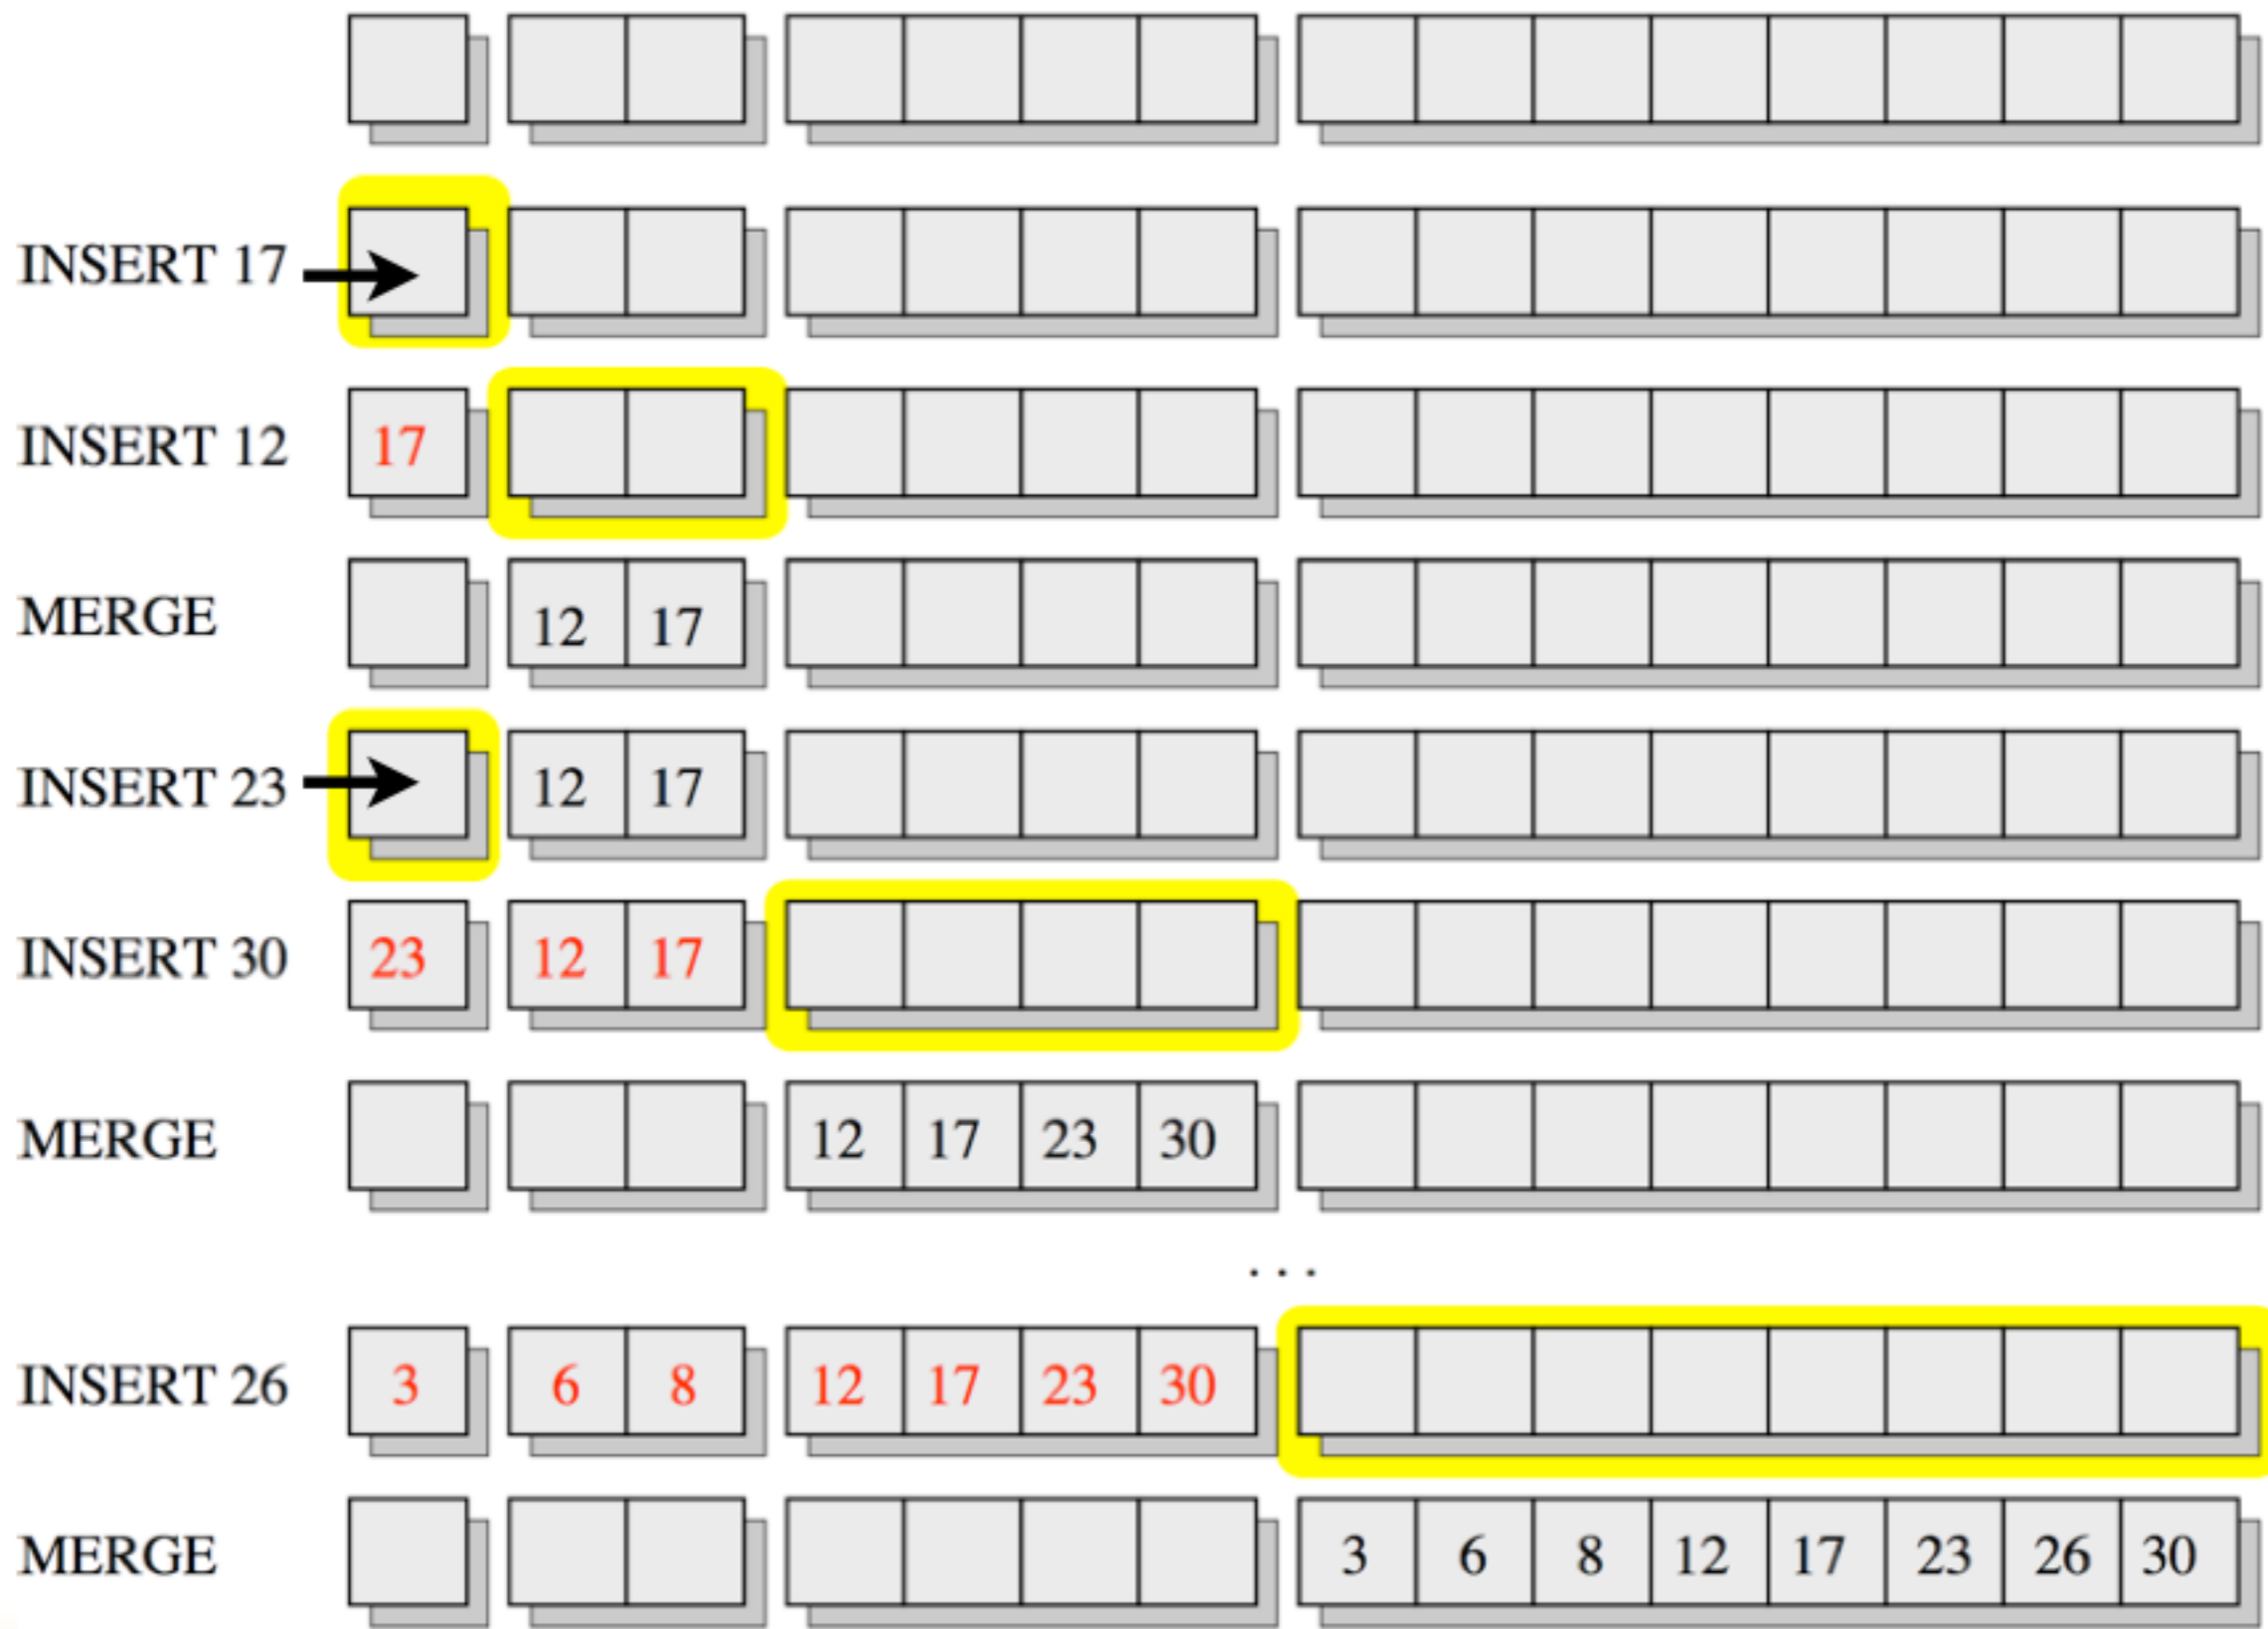 INSERT 17
INSERT 12 17
MERGE 12 17
INSERT 23 12 17
INSERT 30 23 12 17
MERGE 12 17 23 30
...
INSERT 26 3 6 8 12 17 23 30
MERGE 3 6 8 12 17 23 26 30